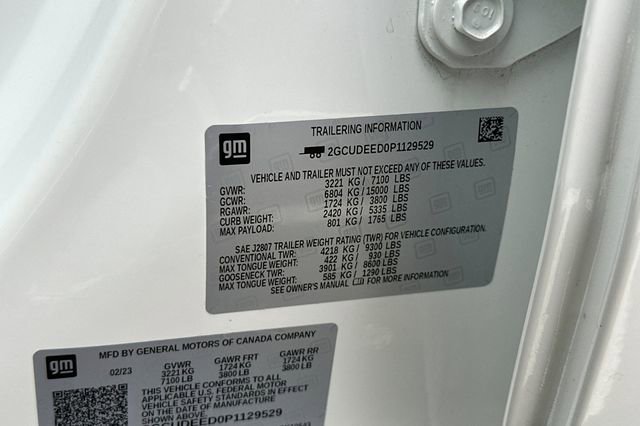 gm
TRAILERING INFORMATION
2GCUDEED0P1129529
VEHICLE AND TRAILER MUST NOT EXCEED ANY OF THESE VALUES.
GVWR: 3221 KG / 7100 LBS
GCWR: 6804 KG / 15000 LBS
RGAWR: 1724 KG / 3800 LBS
CURB WEIGHT: 2420 KG / 5335 LBS
MAX PAYLOAD: 801 KG / 1765 LBS
SAE J2807 TRAILER WEIGHT RATING (TWR) FOR VEHICLE CONFIGURATION.
CONVENTIONAL TWR: 4218 KG / 9300 LBS
MAX TONGUE WEIGHT: 422 KG / 930 LBS
GOOSENECK TWR: 3901 KG / 8600 LBS
MAX TONGUE WEIGHT: 585 KG / 1290 LBS
SEE OWNER'S MANUAL FOR MORE INFORMATION
gm
MFD BY GENERAL MOTORS OF CANADA COMPANY
02/23 GVWR GAWR FRT GAWR RR
3221 KG 1724 KG 1724 KG
7100 LB 3800 LB 3800 LB
THIS VEHICLE CONFORMS TO ALL
APPLICABLE U.S. FEDERAL MOTOR
VEHICLE SAFETY STANDARDS IN EFFECT
ON THE DATE OF MANUFACTURE
SHOWN ABOVE.
2GCUDEED0P1129529